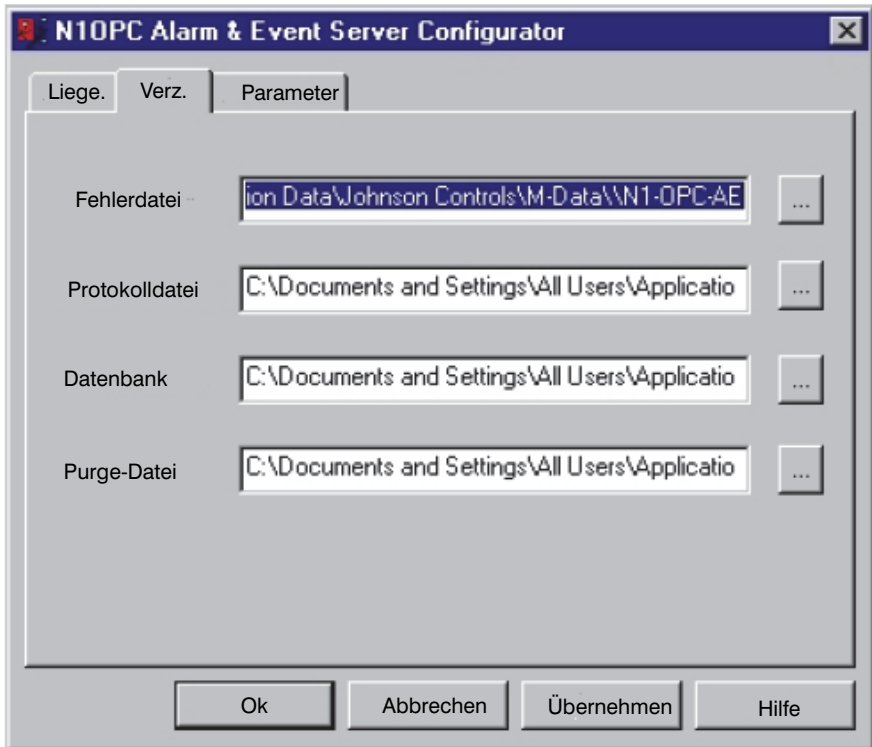 N1OPC Alarm & Event Server Configurator
Liege. Verz. Parameter
Fehlerdatei ion Data\Johnson Controls\M-Data\\N1-OPC-AE ...
Protokolldatei C:\Documents and Settings\All Users\Applicatio ...
Datenbank C:\Documents and Settings\All Users\Applicatio ...
Purge-Datei C:\Documents and Settings\All Users\Applicatio ...
Ok Abbrechen Übernehmen Hilfe